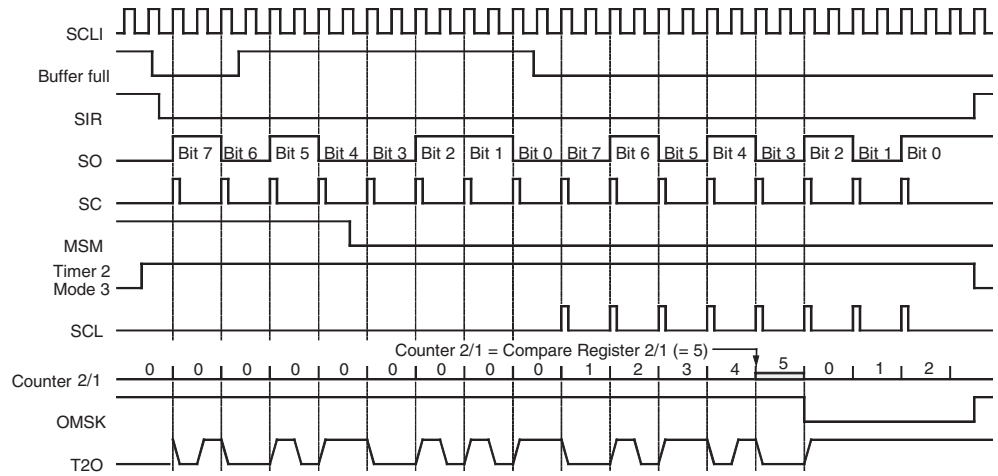 SCLI
Buffer full
SIR
SO Bit 7 Bit 6 Bit 5 Bit 4 Bit 3 Bit 2 Bit 1 Bit 0 Bit 7 Bit 6 Bit 5 Bit 4 Bit 3 Bit 2 Bit 1 Bit 0
SC
MSM
Timer 2
Mode 3
SCL
Counter 2/1 = Compare Register 2/1 (= 5)
Counter 2/1 0 0 0 0 0 0 0 0 0 1 2 3 4 5 0 1 2
OMSK
T2O